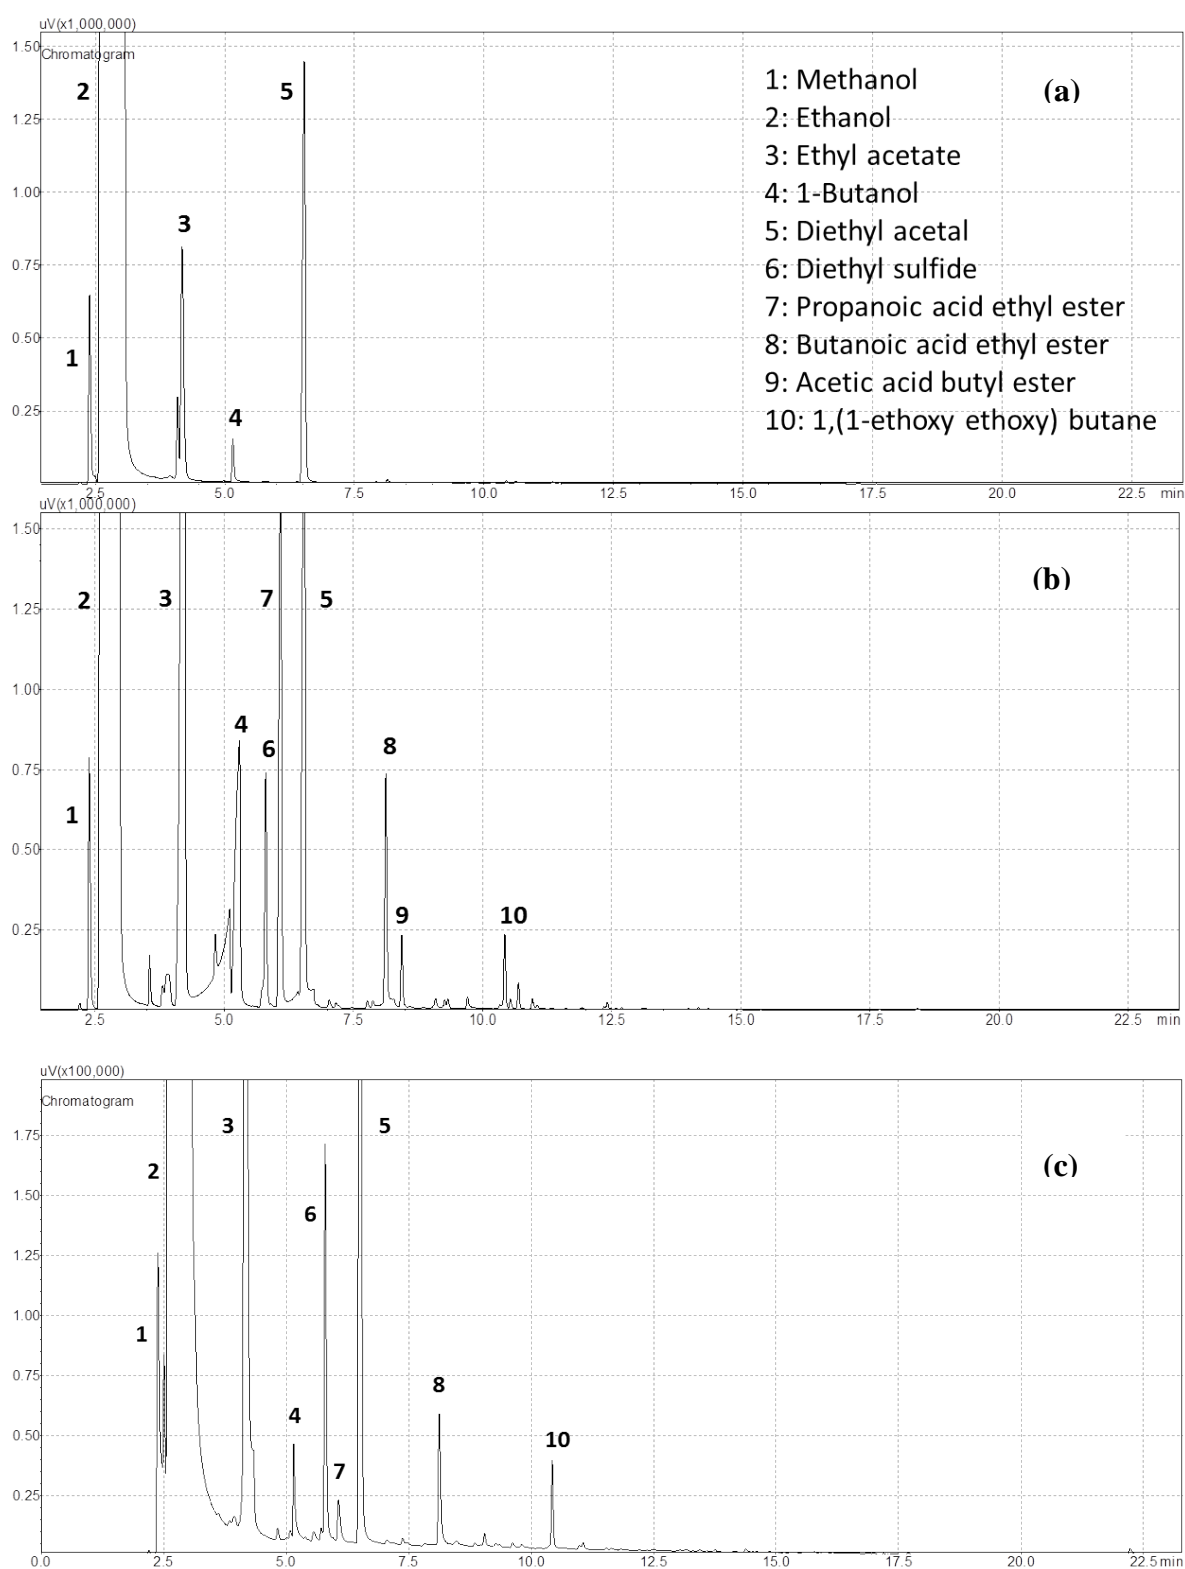 uV(x1,000,000)
Chromatogram
1.50
1.25
1.00
0.75
0.50
0.25
2
5
3
1
4
1: Methanol
2: Ethanol
3: Ethyl acetate
4: 1-Butanol
5: Diethyl acetal
6: Diethyl sulfide
7: Propanoic acid ethyl ester
8: Butanoic acid ethyl ester
9: Acetic acid butyl ester
10: 1,(1-ethoxy ethoxy) butane
(a)
2.5 5.0 7.5 10.0 12.5 15.0 17.5 20.0 22.5 min
uV(x1,000,000)
1.50
1.25
1.00
0.75
0.50
0.25
(b)
2 3 7 5
4
6 8
1
9 10
2.5 5.0 7.5 10.0 12.5 15.0 17.5 20.0 22.5 min
uV(x100,000)
Chromatogram
1.75
1.50
1.25
1.00
0.75
0.50
0.25
3 5
2
(c)
6
1
8
4
10
7
0.0 2.5 5.0 7.5 10.0 12.5 15.0 17.5 20.0 22.5 min